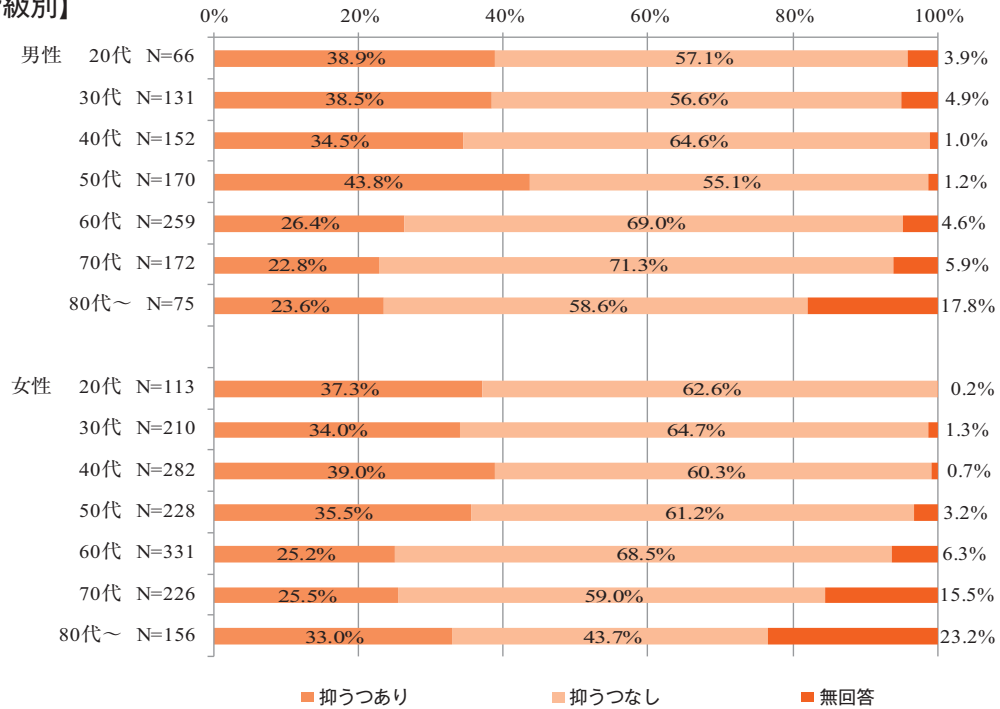 級別】
0% 20% 40% 60% 80% 100%
男性 20代 N=66 38.9% 57.1% 3.9%
30代 N=131 38.5% 56.6% 4.9%
40代 N=152 34.5% 64.6% 1.0%
50代 N=170 43.8% 55.1% 1.2%
60代 N=259 26.4% 69.0% 4.6%
70代 N=172 22.8% 71.3% 5.9%
80代～ N=75 23.6% 58.6% 17.8%
女性 20代 N=113 37.3% 62.6% 0.2%
30代 N=210 34.0% 64.7% 1.3%
40代 N=282 39.0% 60.3% 0.7%
50代 N=228 35.5% 61.2% 3.2%
60代 N=331 25.2% 68.5% 6.3%
70代 N=226 25.5% 59.0% 15.5%
80代～ N=156 33.0% 43.7% 23.2%
抑うつあり 抑うつなし 無回答